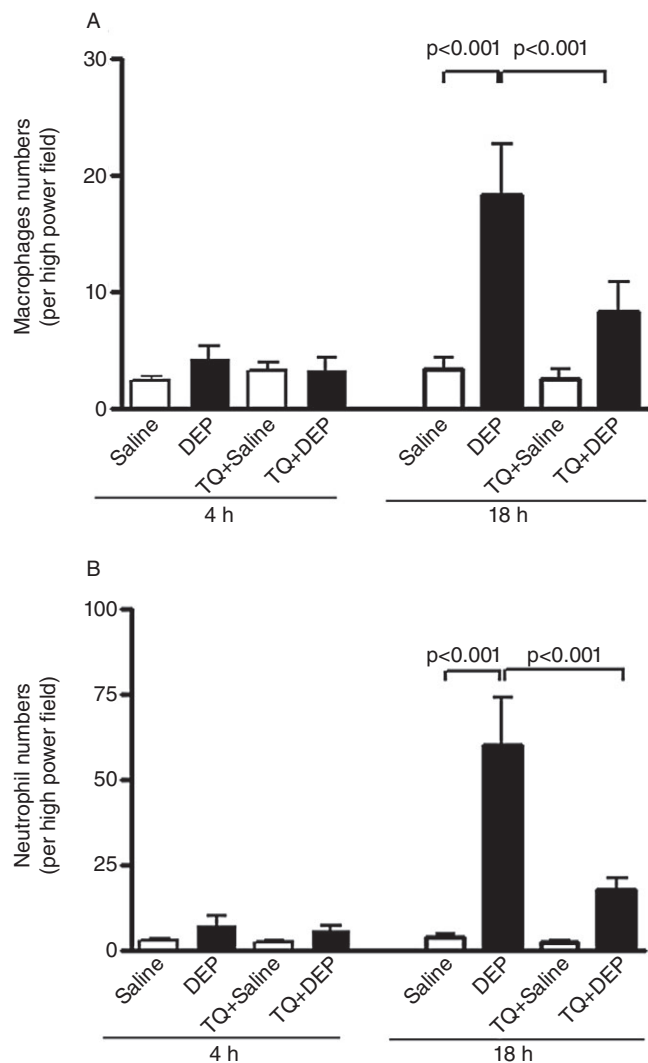 A
Macrophages numbers
(per high power field)
30
20
10
0
p<0.001 p<0.001
Saline DEP TQ+Saline TQ+DEP Saline DEP TQ+Saline TQ+DEP
4 h 18 h
B
Neutrophil numbers
(per high power field)
100
75
50
25
0
p<0.001 p<0.001
Saline DEP TQ+Saline TQ+DEP Saline DEP TQ+Saline TQ+DEP
4 h 18 h